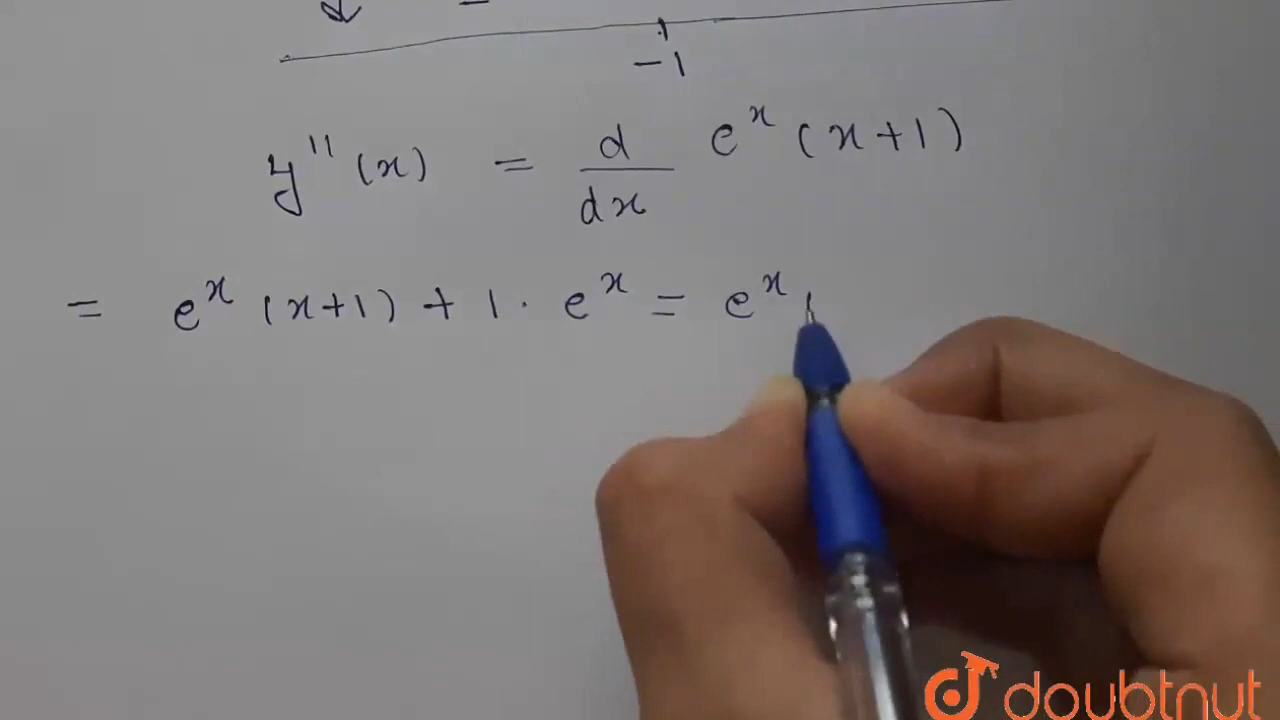 -1
y''(x) = d/dx e^x (x+1)
= e^x (x+1) + 1 · e^x = e^x
doubtnut